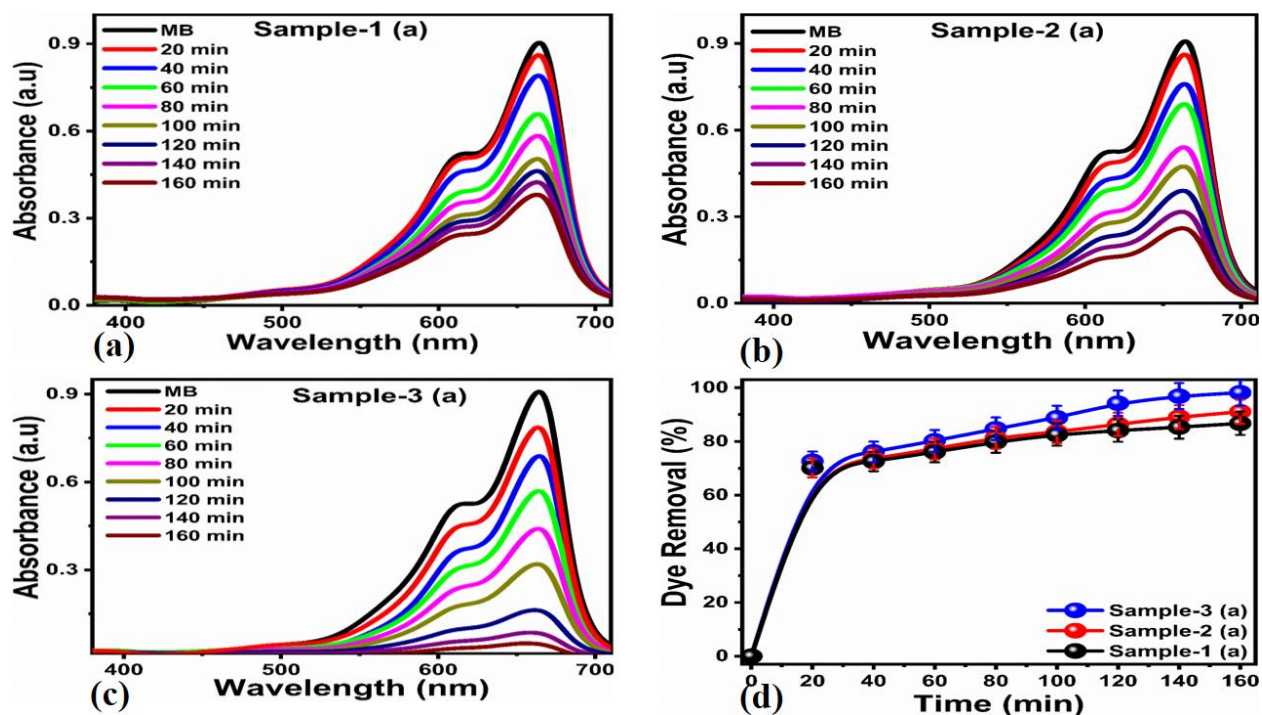 Sample-1 (a)
MB
20 min
40 min
60 min
80 min
100 min
120 min
140 min
160 min
Absorbance (a.u)
0.9
0.6
0.3
0.0
400 500 600 700
Wavelength (nm)
(a)
Sample-2 (a)
MB
20 min
40 min
60 min
80 min
100 min
120 min
140 min
160 min
Absorbance (a.u)
0.9
0.6
0.3
0.0
400 500 600 700
Wavelength (nm)
(b)
Sample-3 (a)
MB
20 min
40 min
60 min
80 min
100 min
120 min
140 min
160 min
Absorbance (a.u)
0.9
0.6
0.3
400 500 600 700
Wavelength (nm)
(c)
Dye Removal (%)
100
80
60
40
20
0
Sample-3 (a)
Sample-2 (a)
Sample-1 (a)
0 20 40 60 80 100 120 140 160
Time (min)
(d)